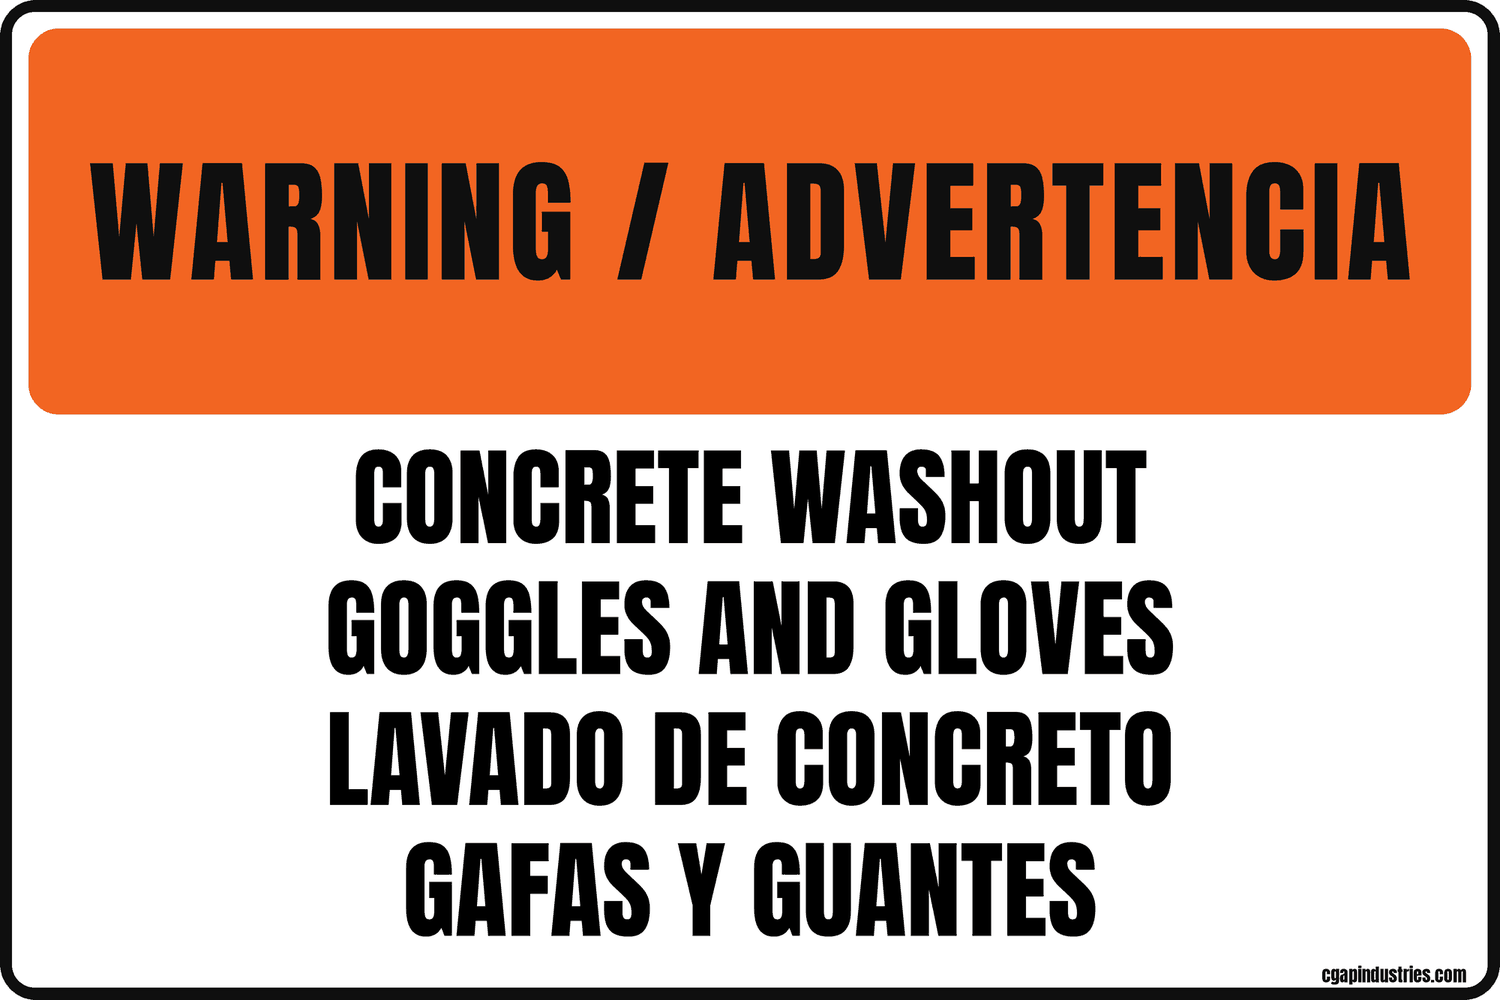 WARNING / ADVERTENCIA
CONCRETE WASHOUT
GOGGLES AND GLOVES
LAVADO DE CONCRETO
GAFAS Y GUANTES
cgapindustries.com